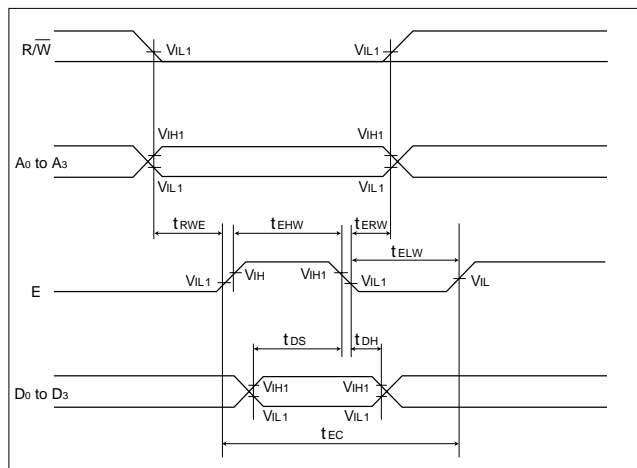 R/W VIL1 VIL1
VIH1 VIH1
A0 to A3
VIL1 VIL1
tRWE tEHW tERW
tELW
VIL1 VIH VIH1 VIL1 VIL
E
tDS tDH
D0 to D3 VIH1 VIH1
VIL1 VIL1
tEC